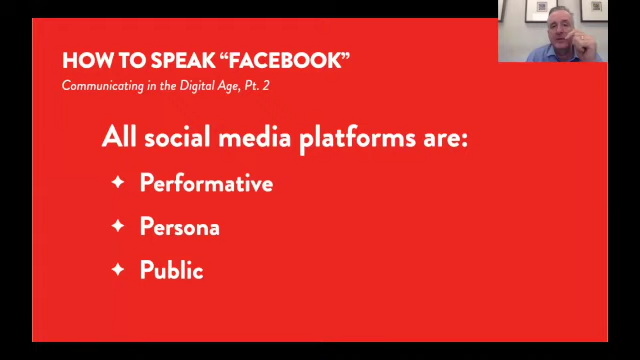 HOW TO SPEAK “FACEBOOK”
Communicating in the Digital Age, Pt. 2
All social media platforms are:
Performative
Persona
Public